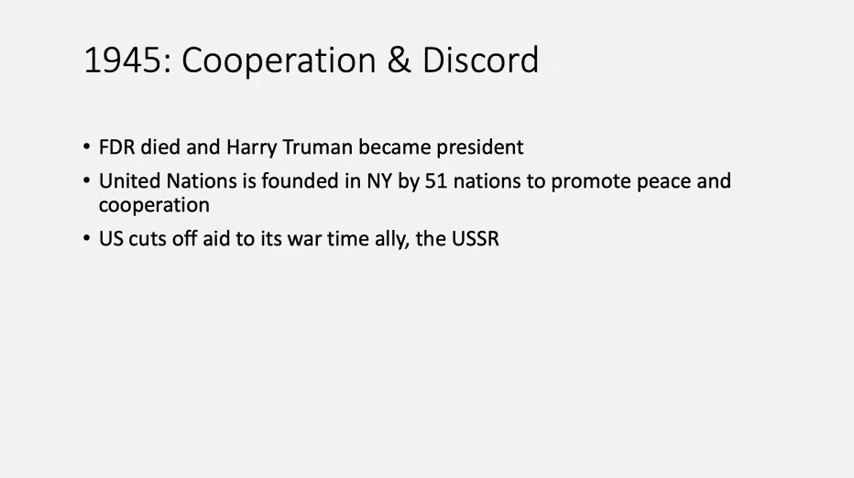 1945: Cooperation & Discord
• FDR died and Harry Truman became president
• United Nations is founded in NY by 51 nations to promote peace and
cooperation
• US cuts off aid to its war time ally, the USSR